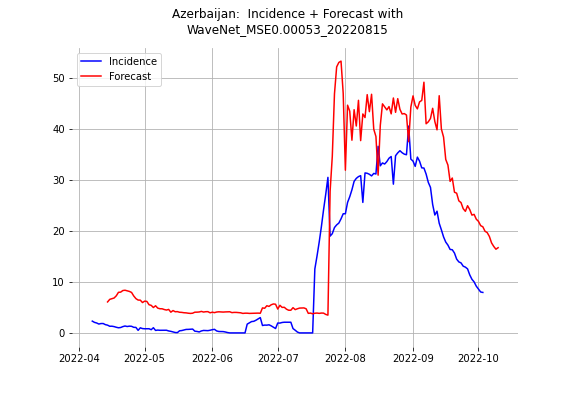 Azerbaijan:  Incidence + Forecast with
WaveNet_MSE0.00053_20220815
Incidence
Forecast
50
40
30
20
10
0
2022-04 2022-05 2022-06 2022-07 2022-08 2022-09 2022-10